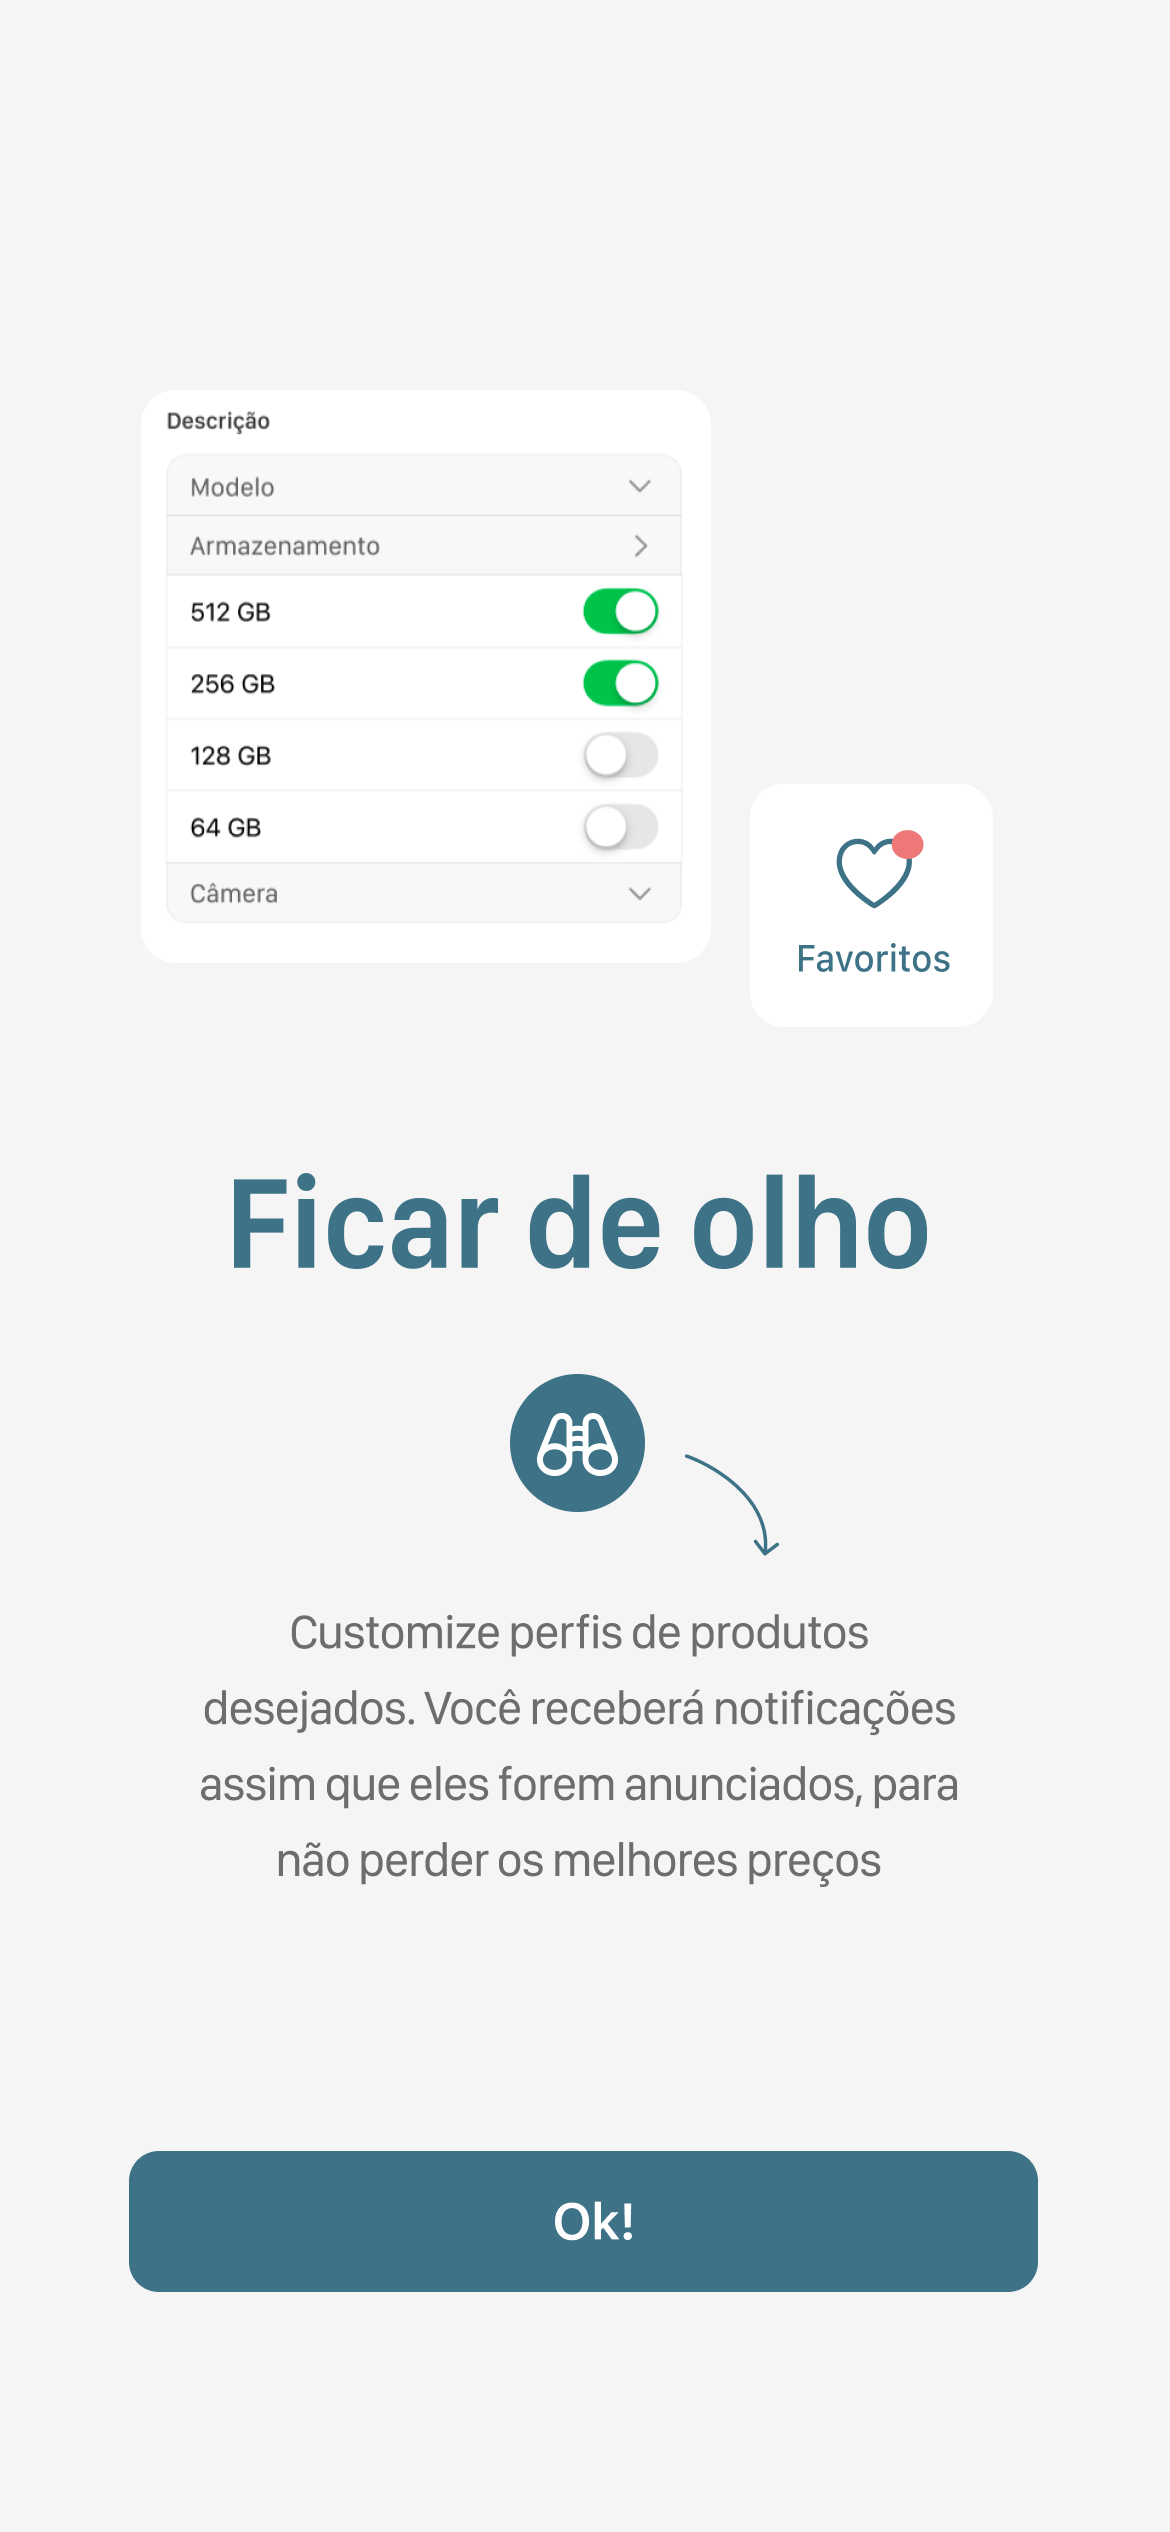 Descrição
Modelo
Armazenamento
512 GB
256 GB
128 GB
64 GB
Câmera
Favoritos
Ficar de olho
Customize perfis de produtos
desejados. Você receberá notificações
assim que eles forem anunciados, para
não perder os melhores preços
Ok!